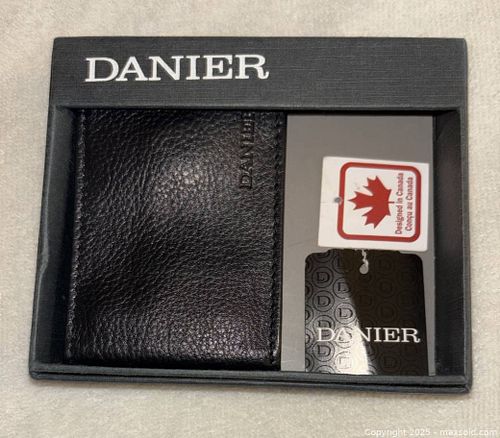 DANIER
DANIER
Designed in Canada
Conçu au Canada
DANIER
Copyright 2025 - maxsold.com